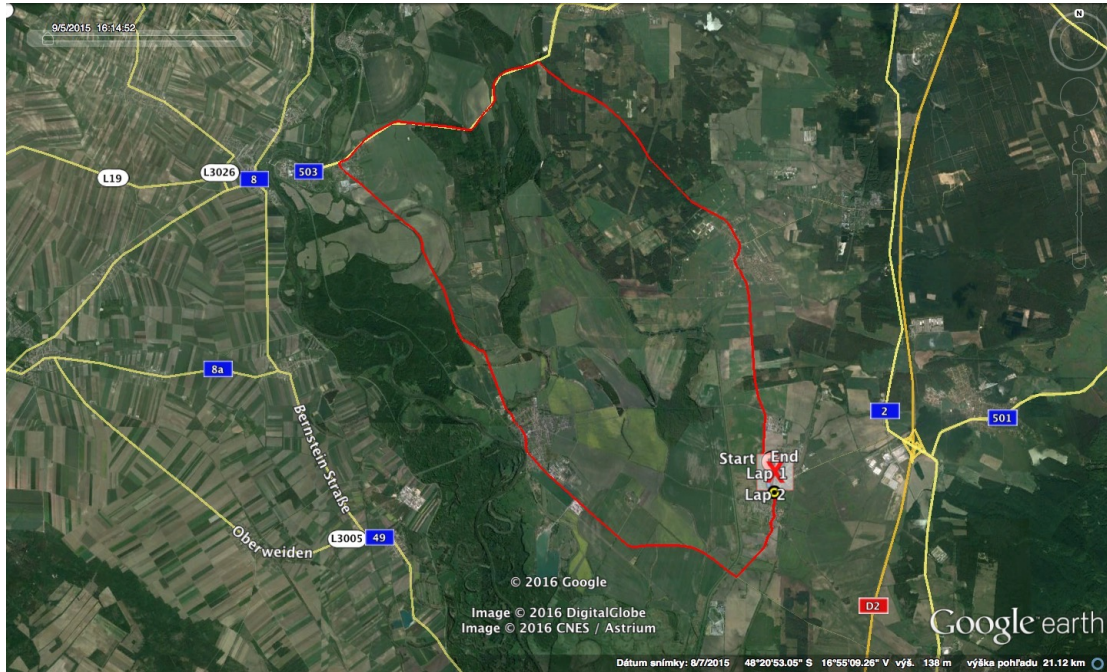 9/5/2015 16:14:52
N
L19
L3026
8
503
8a
2
501
Bernstein Straße
Start
End
Lap 1
Lap 2
L3005
49
Oberweiden
© 2016 Google
Image © 2016 DigitalGlobe
Image © 2016 CNES / Astrium
D2
Google earth
Dátum snímky: 8/7/2015 48°20'53.05" S 16°55'09.26" V výš. 138 m výška pohľadu 21.12 km